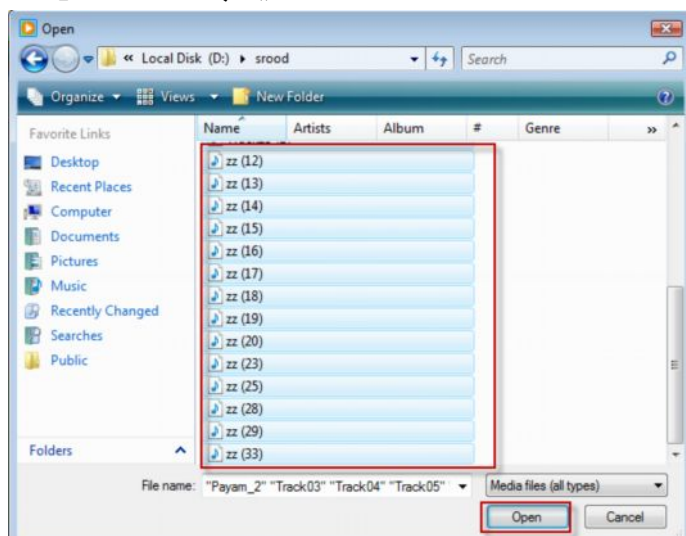 Open
« Local Disk (D:) srood
Search
Organize Views New Folder
Favorite Links
Desktop
Recent Places
Computer
Documents
Pictures
Music
Recently Changed
Searches
Public
Folders
Name Artists Album # Genre »
zz (12)
zz (13)
zz (14)
zz (15)
zz (16)
zz (17)
zz (18)
zz (19)
zz (20)
zz (23)
zz (25)
zz (28)
zz (29)
zz (33)
File name: "Payam_2" "Track03" "Track04" "Track05" Media files (all types)
Open Cancel